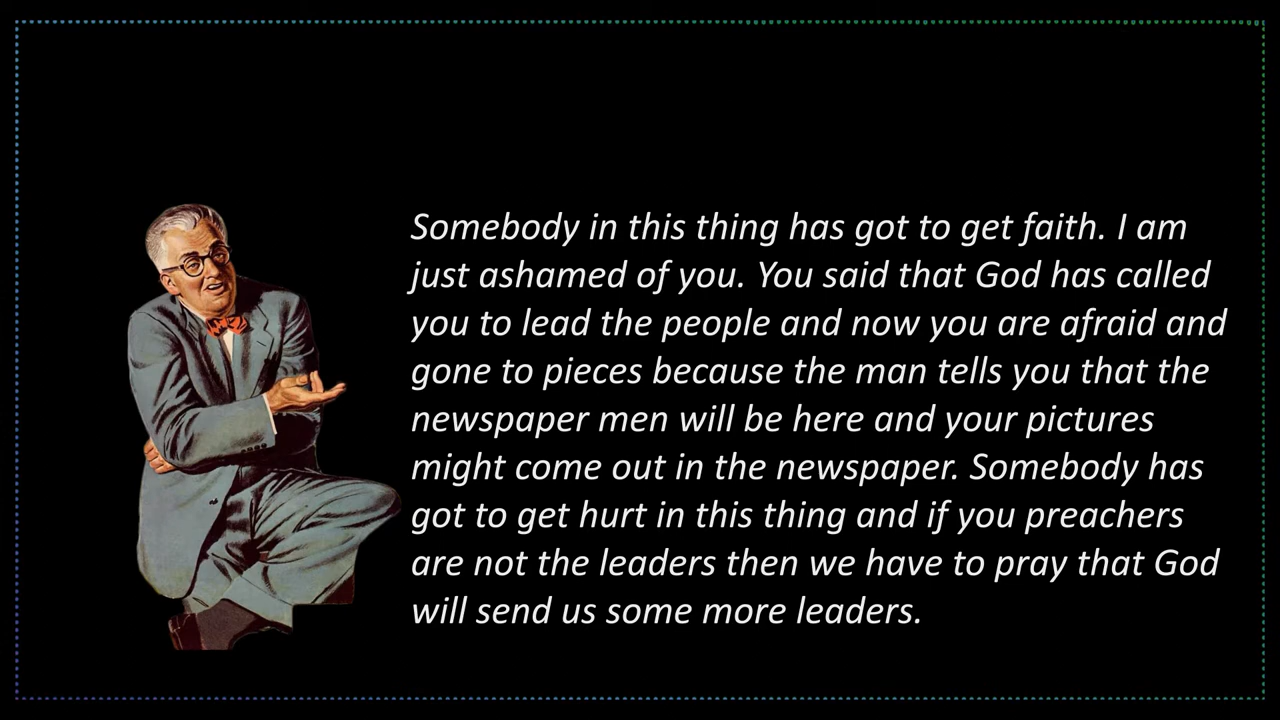 Somebody in this thing has got to get faith. I am
just ashamed of you. You said that God has called
you to lead the people and now you are afraid and
gone to pieces because the man tells you that the
newspaper men will be here and your pictures
might come out in the newspaper. Somebody has
got to get hurt in this thing and if you preachers
are not the leaders then we have to pray that God
will send us some more leaders.